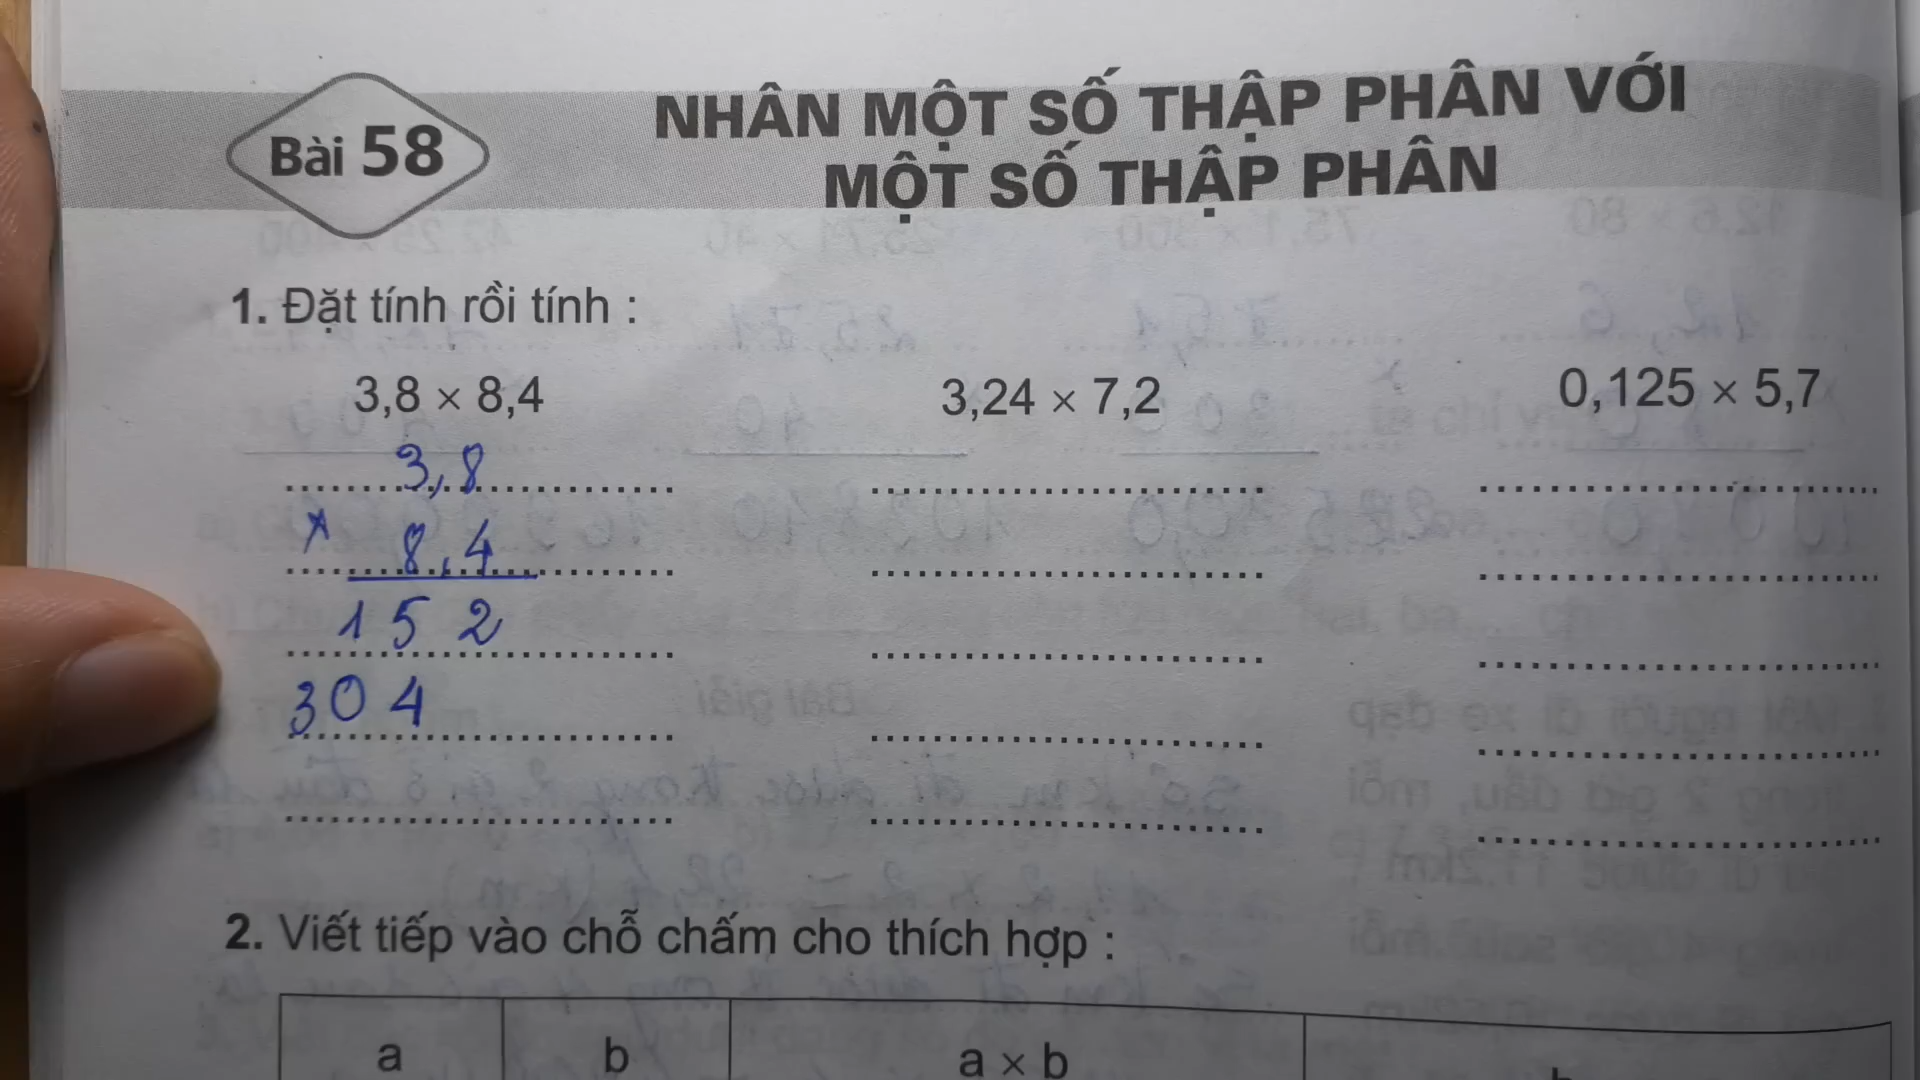 Bài 58
NHÂN MỘT SỐ THẬP PHÂN VỚI
MỘT SỐ THẬP PHÂN
1. Đặt tính rồi tính :
3,8 × 8,4 3,24 × 7,2 0,125 × 5,7
3,8
×
8,4
152
304
2. Viết tiếp vào chỗ chấm cho thích hợp :
a b a × b